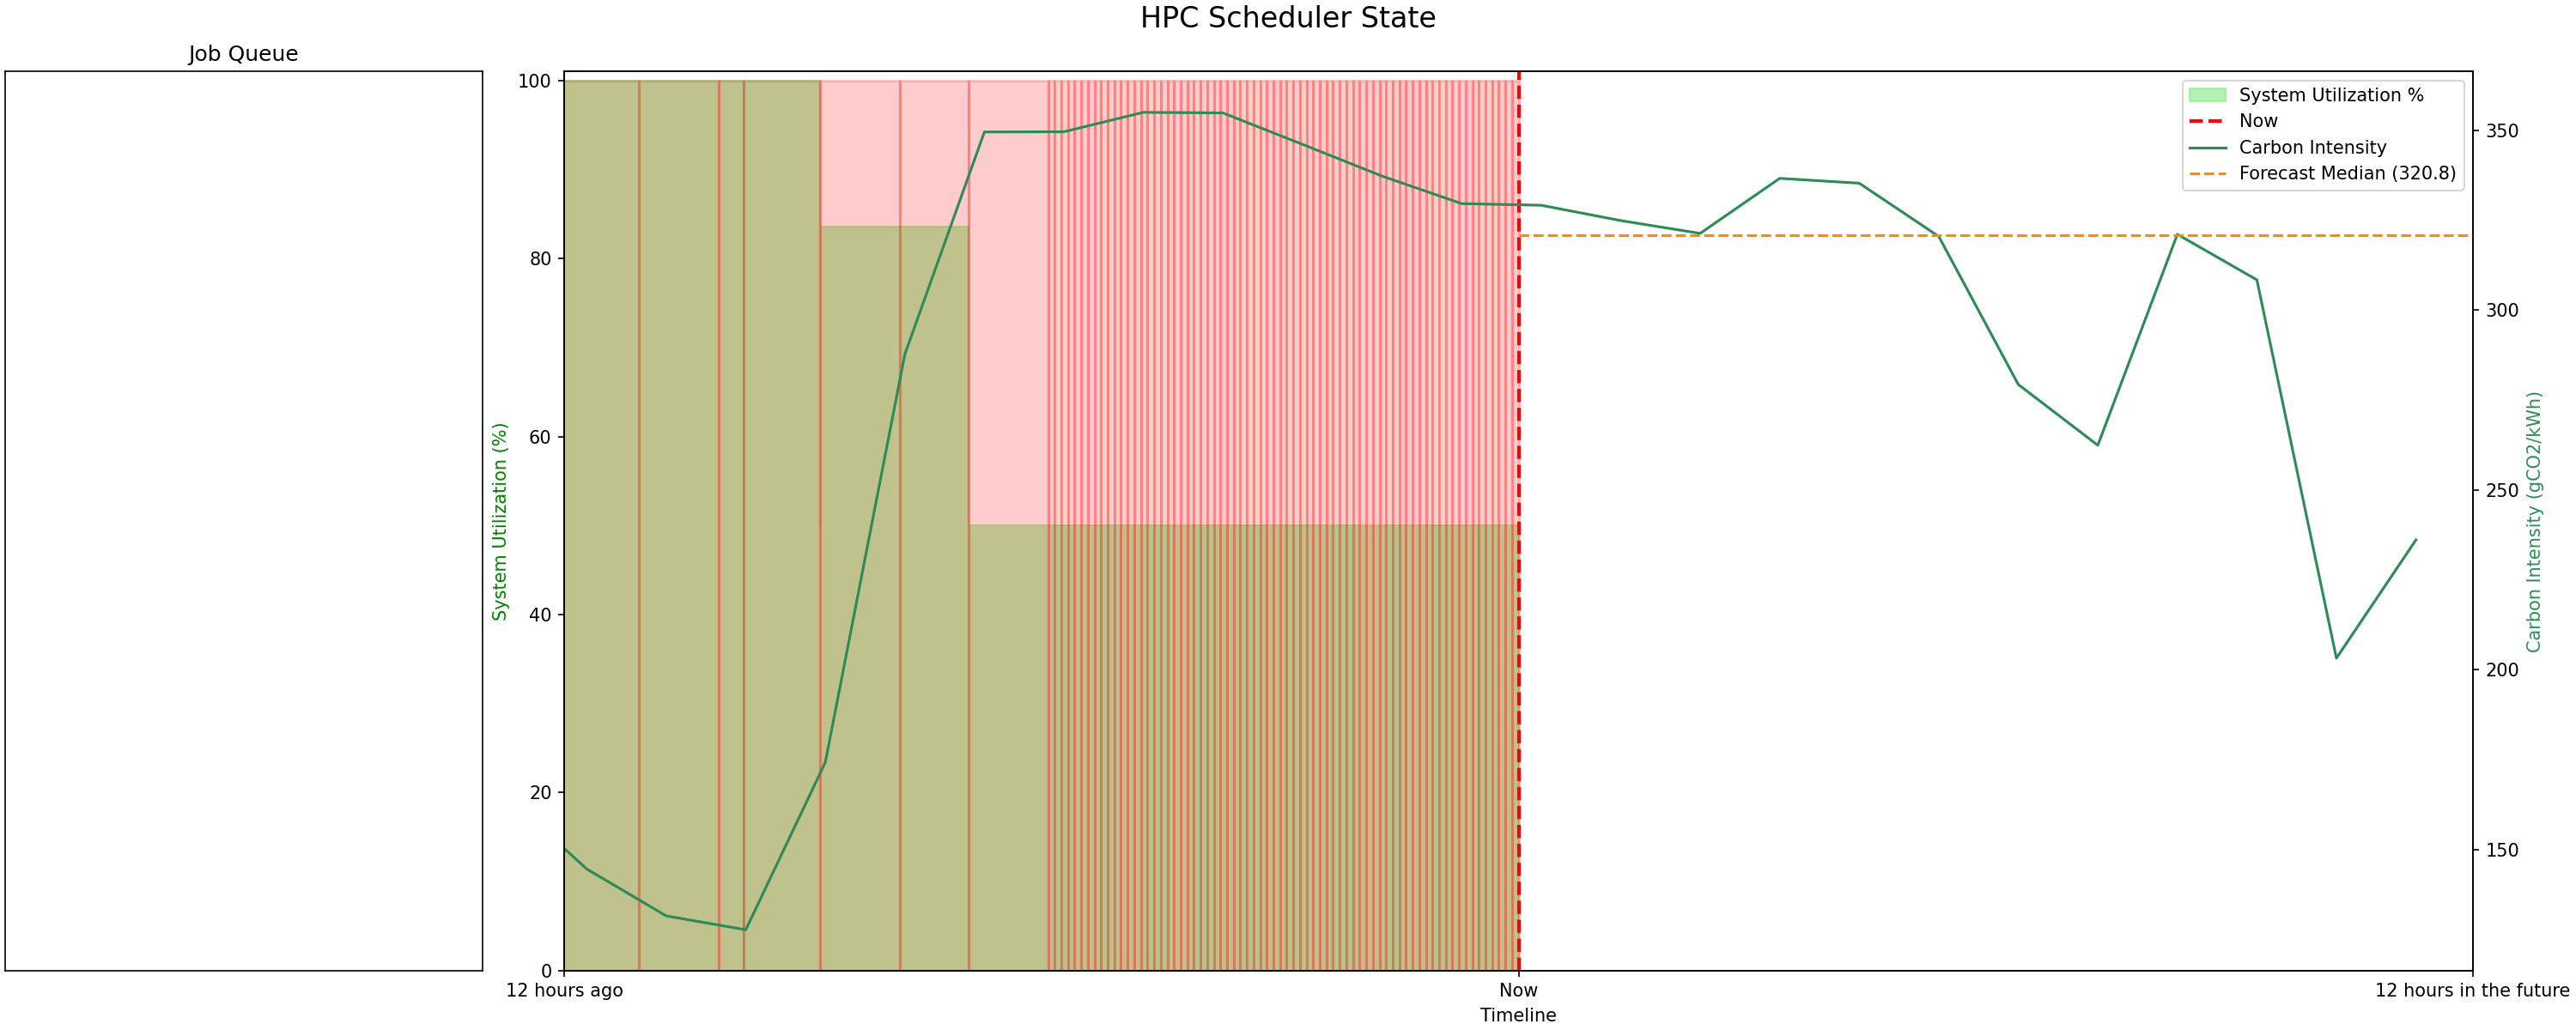 HPC Scheduler State
Job Queue
System Utilization (%)
100
80
60
40
20
0
System Utilization %
Now
Carbon Intensity
Forecast Median (320.8)
350
300
250
200
150
Carbon Intensity (gCO2/kWh)
12 hours ago
Now
12 hours in the future
Timeline